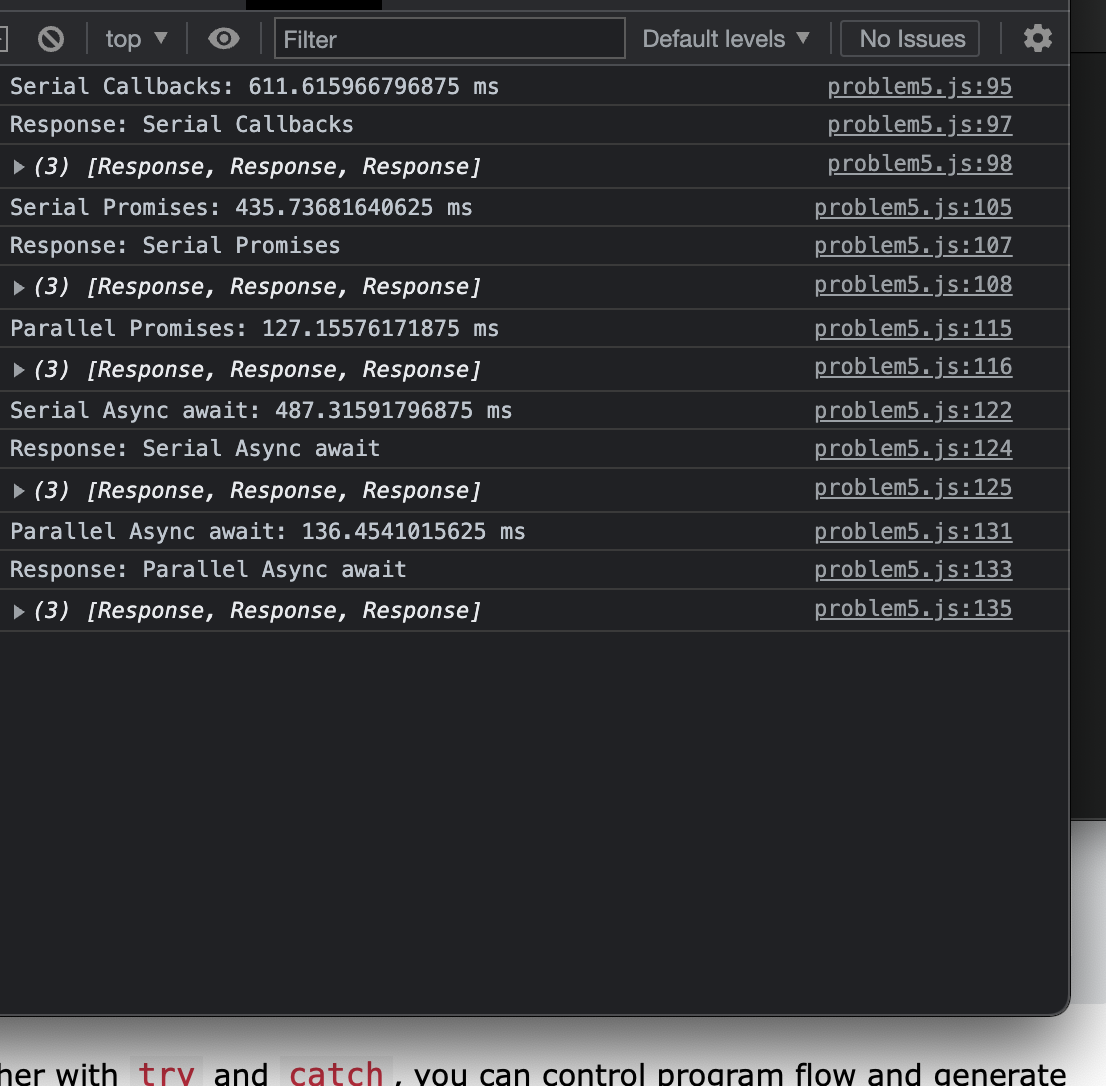 top ▼ Filter Default levels ▼ No Issues
Serial Callbacks: 611.615966796875 ms problem5.js:95
Response: Serial Callbacks problem5.js:97
▶(3) [Response, Response, Response] problem5.js:98
Serial Promises: 435.73681640625 ms problem5.js:105
Response: Serial Promises problem5.js:107
▶(3) [Response, Response, Response] problem5.js:108
Parallel Promises: 127.15576171875 ms problem5.js:115
▶(3) [Response, Response, Response] problem5.js:116
Serial Async await: 487.31591796875 ms problem5.js:122
Response: Serial Async await problem5.js:124
▶(3) [Response, Response, Response] problem5.js:125
Parallel Async await: 136.4541015625 ms problem5.js:131
Response: Parallel Async await problem5.js:133
▶(3) [Response, Response, Response] problem5.js:135
her with try and catch, you can control program flow and generate